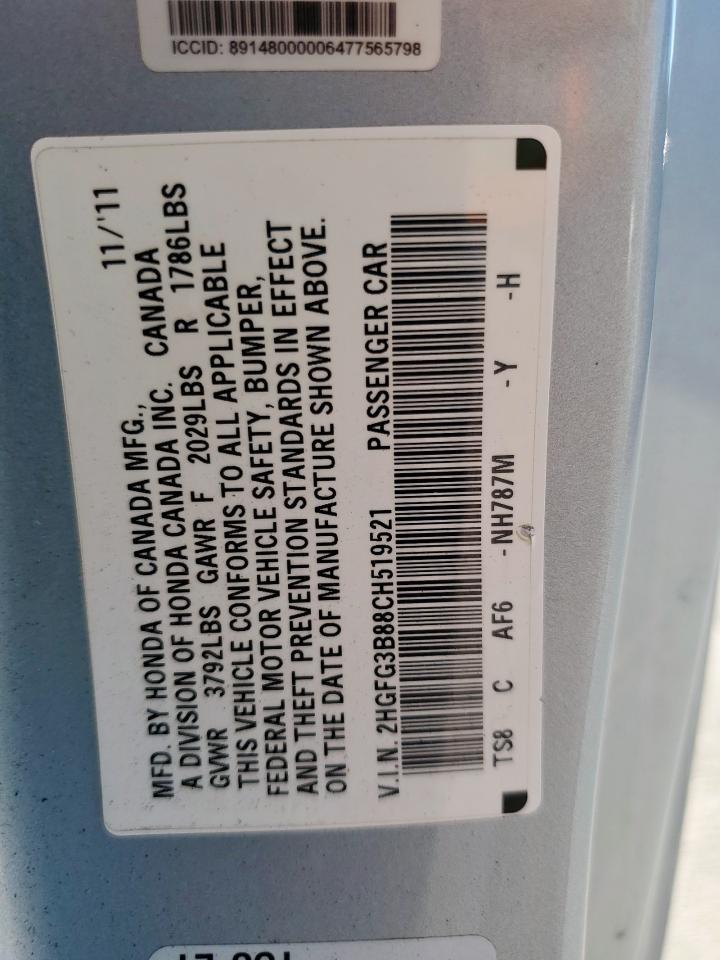 ICCID: 89148000006477565798
MFD. BY HONDA OF CANADA MFG., 11/'11
A DIVISION OF HONDA CANADA INC. CANADA
GVWR 3792LBS GAWR F 2029LBS R 1786LBS
THIS VEHICLE CONFORMS TO ALL APPLICABLE
FEDERAL MOTOR VEHICLE SAFETY, BUMPER,
AND THEFT PREVENTION STANDARDS IN EFFECT
ON THE DATE OF MANUFACTURE SHOWN ABOVE.
V.I.N. 2HGFG3B88CH519521 PASSENGER CAR
TS8 C AF6 -NH787M -Y -H